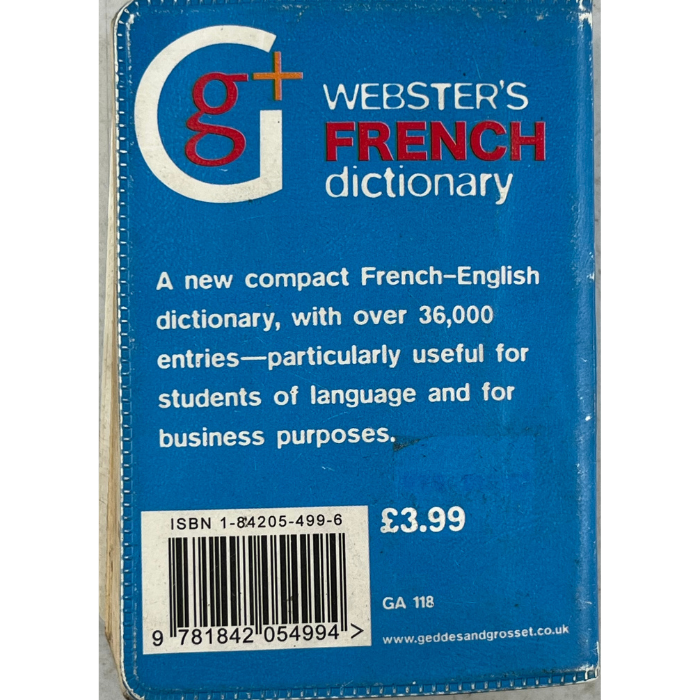 Gg+
WEBSTER'S
FRENCH
dictionary
A new compact French–English
dictionary, with over 36,000
entries—particularly useful for
students of language and for
business purposes.
ISBN 1-84205-499-6
£3.99
9 781842 054994 >
GA 118
www.geddesandgrosset.co.uk